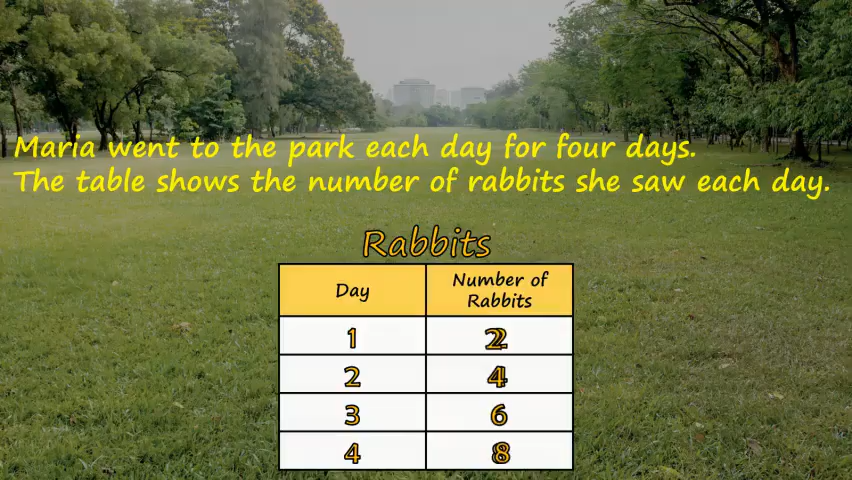 Maria went to the park each day for four days.
The table shows the number of rabbits she saw each day.
Rabbits
Day Number of Rabbits
1 2
2 4
3 6
4 8